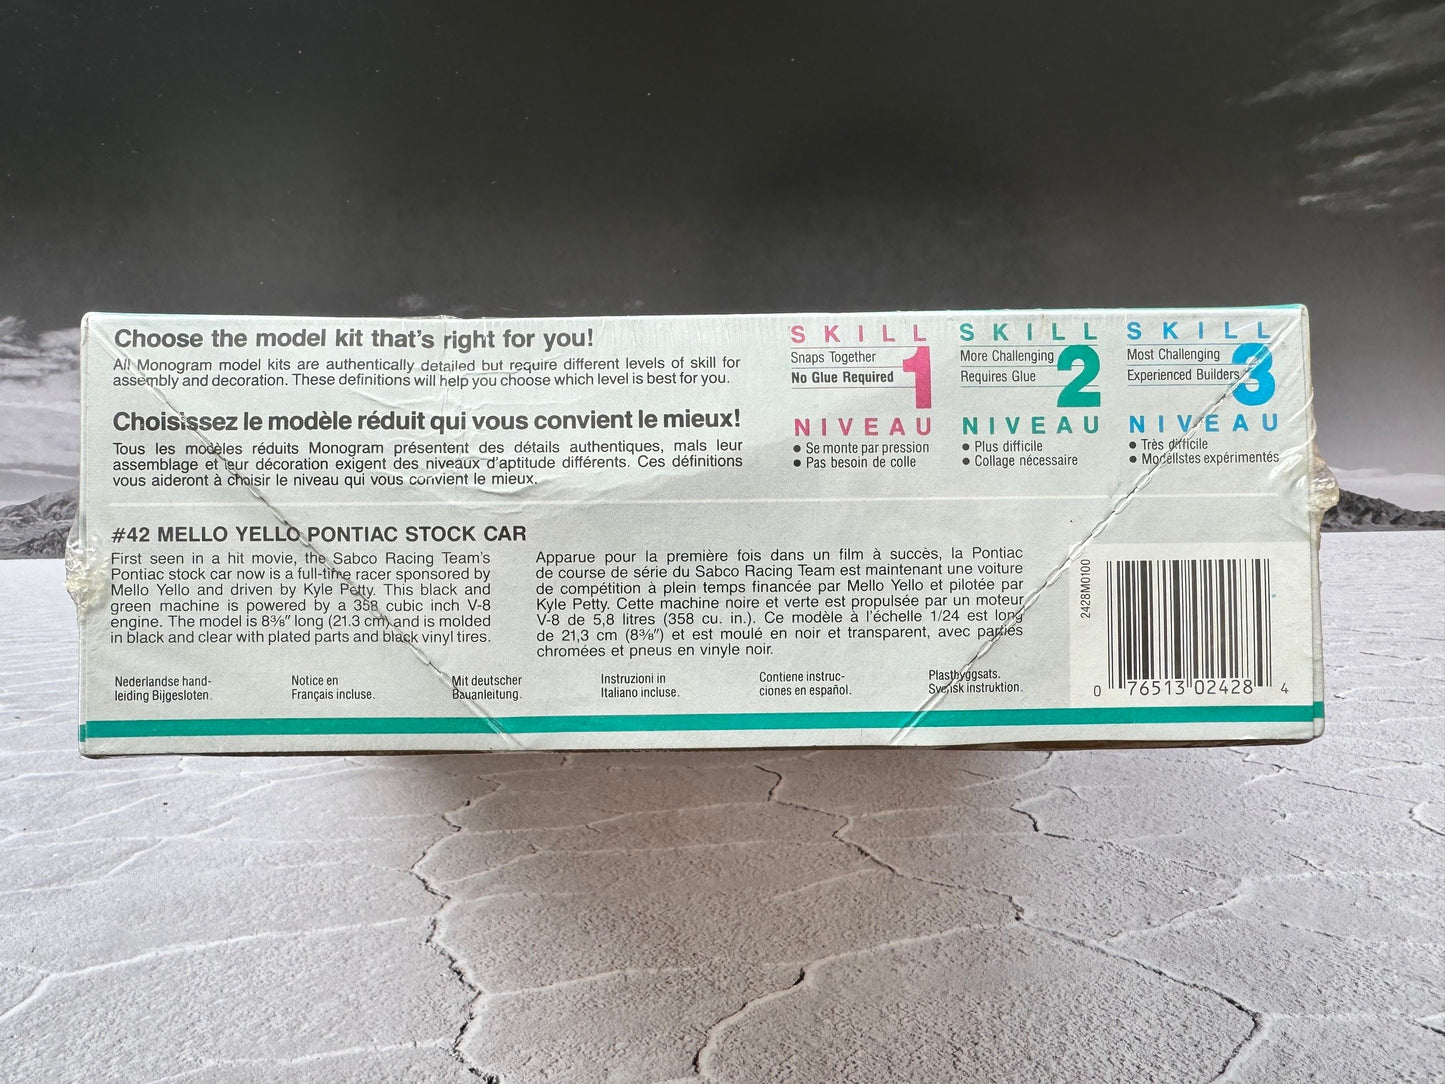 Choose the model kit that's right for you!
All Monogram model kits are authentically detailed but require different levels of skill for
assembly and decoration. These definitions will help you choose which level is best for you.
Choisissez le modèle réduit qui vous convient le mieux!
Tous les modèles réduits Monogram présentent des détails authentiques, mais leur
assemblage et leur décoration exigent des niveaux d'aptitude différents. Ces définitions
vous aideront à choisir le niveau qui vous convient le mieux.
SKILL
Snaps Together
No Glue Required
1
NIVEAU
• Se monte par pression
• Pas besoin de colle
SKILL
More Challenging
Requires Glue
2
NIVEAU
• Plus difficile
• Collage nécessaire
SKILL
Most Challenging
Experienced Builders
3
NIVEAU
• Très difficile
• Modélistes expérimentés
#42 MELLO YELLO PONTIAC STOCK CAR
First seen in a hit movie, the Sabco Racing Team's
Pontiac stock car now is a full-time racer sponsored by
Mello Yello and driven by Kyle Petty. This black and
green machine is powered by a 358 cubic inch V-8
engine. The model is 8⅜″ long (21.3 cm) and is molded
in black and clear with plated parts and black vinyl tires.
Apparue pour la première fois dans un film à succès, la Pontiac
de course de série du Sabco Racing Team est maintenant une voiture
de compétition à plein temps financée par Mello Yello et pilotée par
Kyle Petty. Cette machine noire et verte est propulsée par un moteur
V-8 de 5,8 litres (358 cu. in.). Ce modèle à l'échelle 1/24 est long
de 21,3 cm (8⅜″) et est moulé en noir et transparent, avec parties
chromées et pneus en vinyle noir.
Nederlandse hand-
leiding Bijgesloten.
Notice en
Français incluse.
Mit deutscher
Bauanleitung.
Instruzioni in
Italiano incluse.
Contiene instruc-
ciones en español.
Plastbyggsats.
Svensk instruktion.
2428M0100
0 76513 02428 4